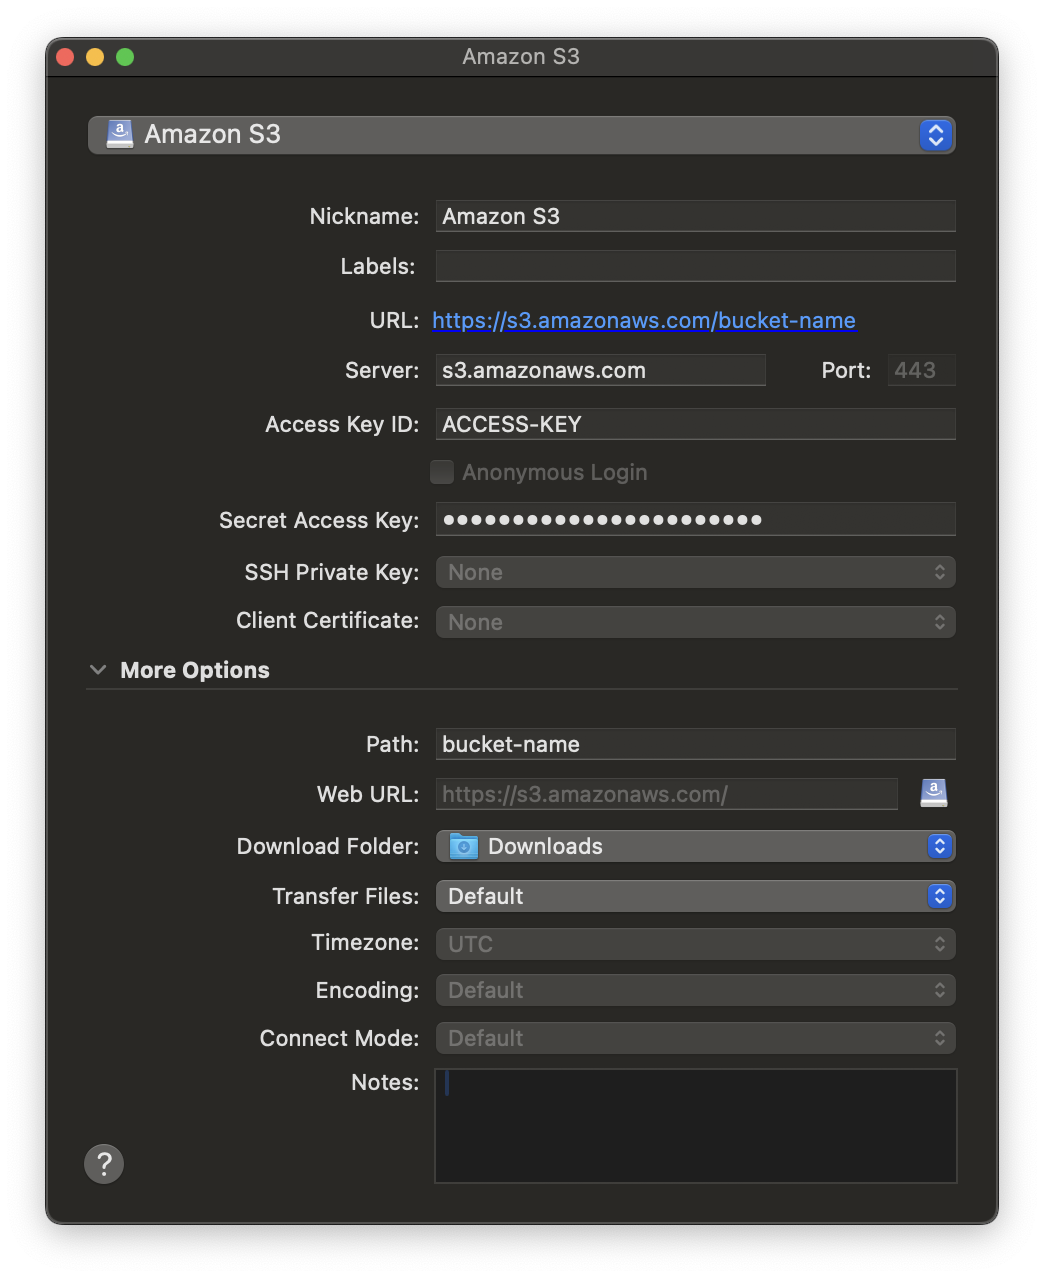 Amazon S3
Amazon S3
Nickname: Amazon S3
Labels:
URL: https://s3.amazonaws.com/bucket-name
Server: s3.amazonaws.com Port: 443
Access Key ID: ACCESS-KEY
Anonymous Login
Secret Access Key: •••••••••••••••••••••••
SSH Private Key: None
Client Certificate: None
More Options
Path: bucket-name
Web URL: https://s3.amazonaws.com/
Download Folder: Downloads
Transfer Files: Default
Timezone: UTC
Encoding: Default
Connect Mode: Default
Notes:
?